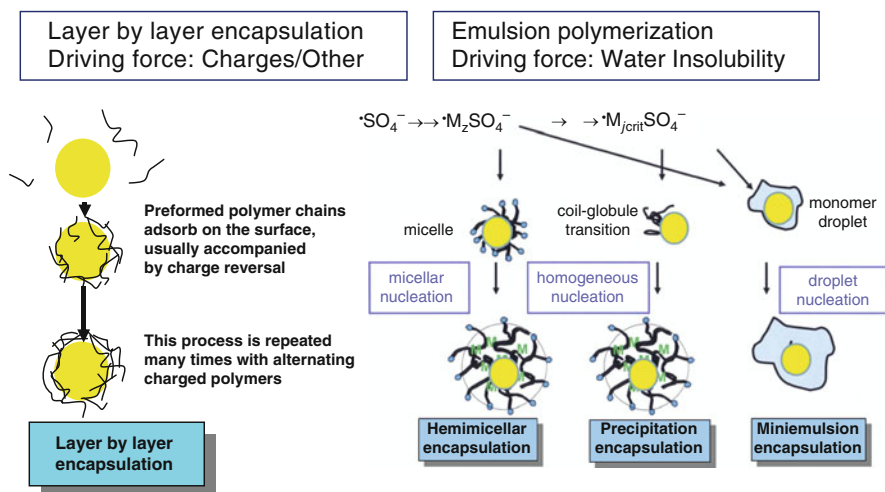 Layer by layer encapsulation
Driving force: Charges/Other
Emulsion polymerization
Driving force: Water Insolubility
•SO₄⁻ →→ •M_zSO₄⁻ → → •M_jcritSO₄⁻
Preformed polymer chains
adsorb on the surface,
usually accompanied
by charge reversal
This process is repeated
many times with alternating
charged polymers
Layer by layer
encapsulation
micelle
coil-globule
transition
monomer
droplet
micellar
nucleation
homogeneous
nucleation
droplet
nucleation
M M
M M
M
M M
M M
M
Hemimicellar
encapsulation
Precipitation
encapsulation
Miniemulsion
encapsulation